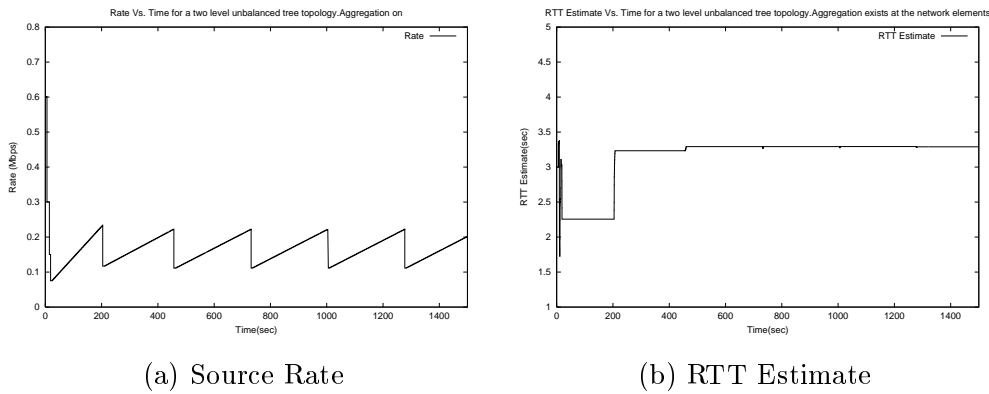 Rate Vs. Time for a two level unbalanced tree topology.Aggregation on
0.8
Rate
0.7
0.6
0.5
0.4
0.3
0.2
0.1
0
Rate (Mbps)
0 200 400 600 800 1000 1200 1400
Time(sec)
(a) Source Rate
RTT Estimate Vs. Time for a two level unbalanced tree topology.Aggregation exists at the network elements
5
RTT Estimate
4.5
4
3.5
3
2.5
2
1.5
1
RTT Estimate(sec)
0 200 400 600 800 1000 1200 1400
Time(sec)
(b) RTT Estimate